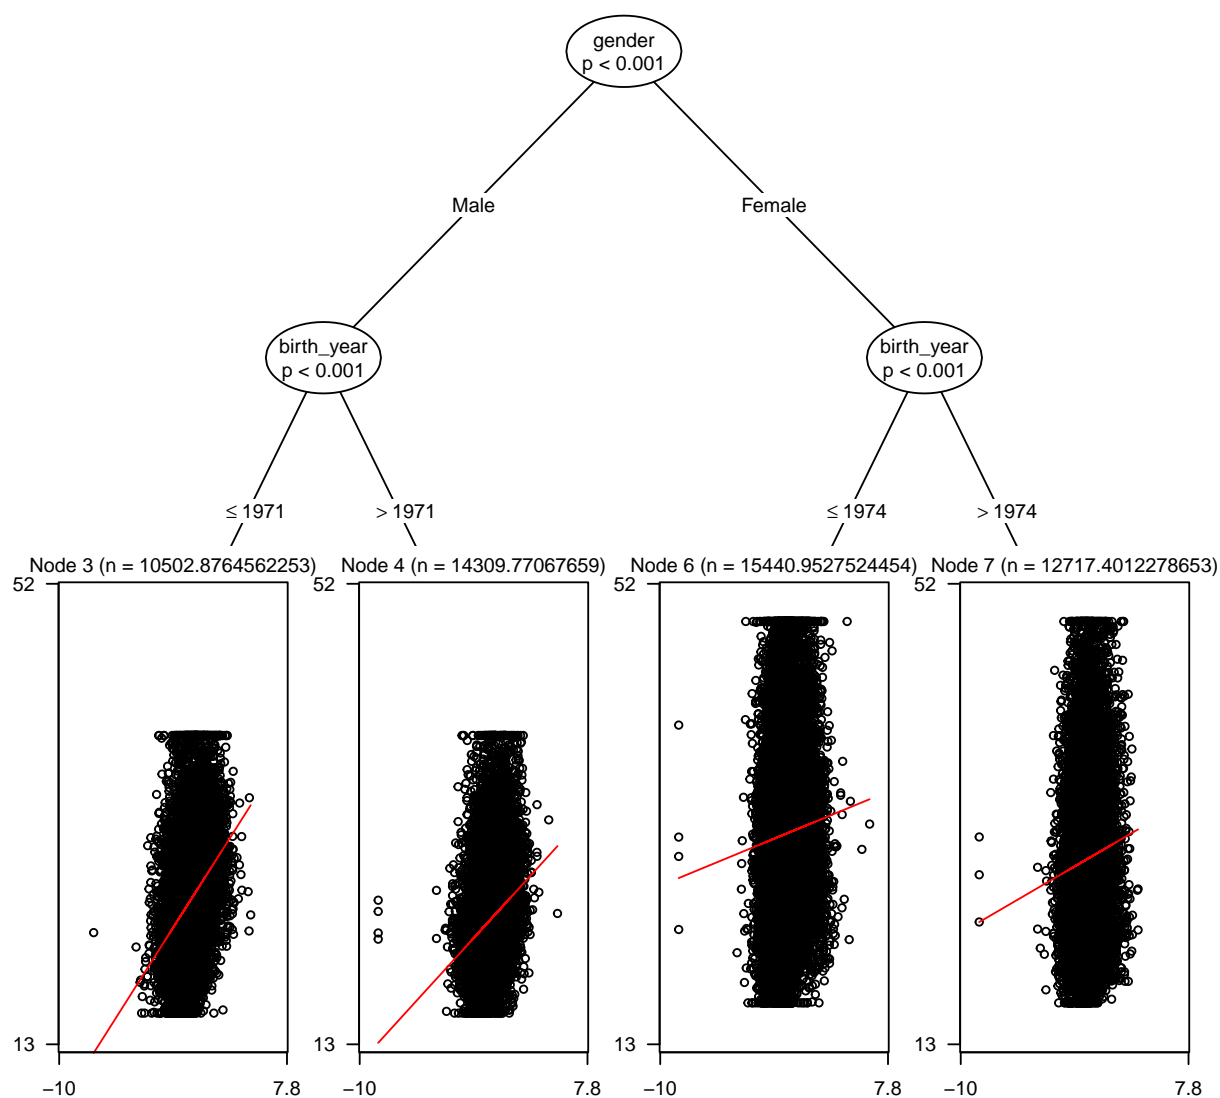 gender
p < 0.001
Male
Female
birth_year
p < 0.001
birth_year
p < 0.001
≤ 1971
> 1971
≤ 1974
> 1974
Node 3 (n = 10502.8764562253)
Node 4 (n = 14309.77067659)
Node 6 (n = 15440.9527524454)
Node 7 (n = 12717.4012278653)
52
52
52
52
13
13
13
13
−10
7.8
−10
7.8
−10
7.8
−10
7.8